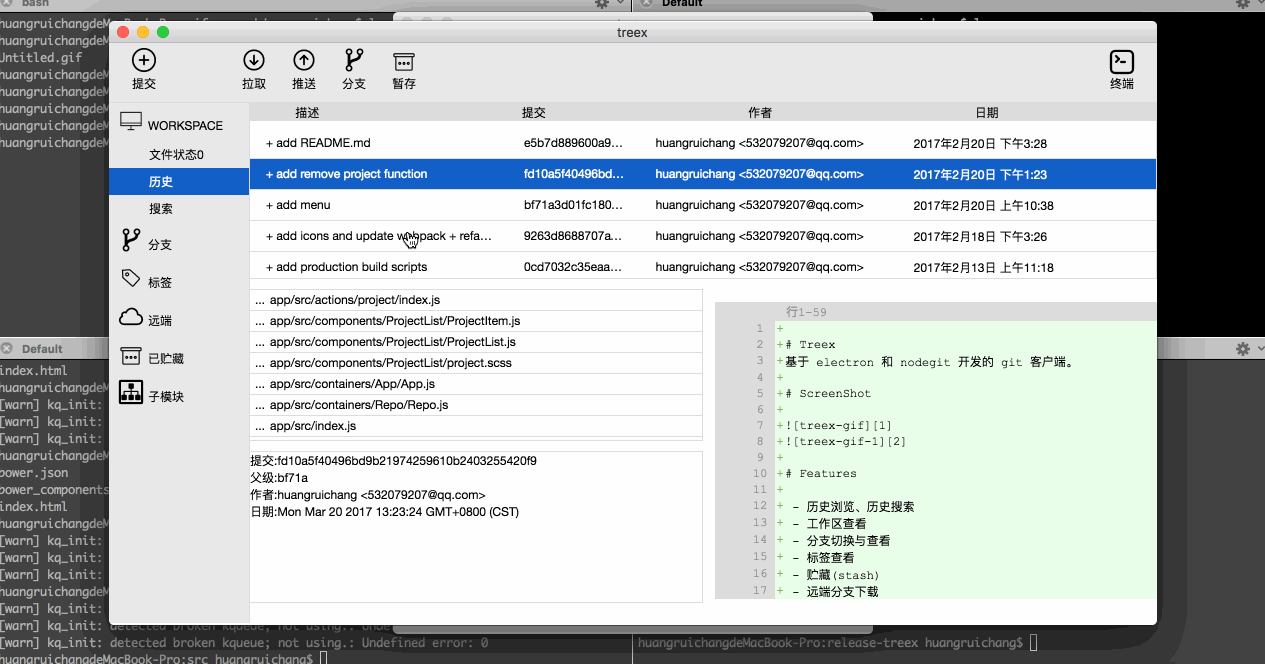 bash
Default
huangruichangdeM
huangruichangdeM
Untitled.gif
huangruichangdeM
huangruichangdeM
huangruichangdeM
huangruichangdeM
huangruichangdeM
treex
提交
拉取
推送
分支
暂存
终端
WORKSPACE
文件状态0
历史
搜索
分支
标签
远端
已贮藏
子模块
描述 提交 作者 日期
+ add README.md e5b7d889600a9... huangruichang <532079207@qq.com> 2017年2月20日 下午3:28
+ add remove project function fd10a5f40496bd... huangruichang <532079207@qq.com> 2017年2月20日 下午1:23
+ add menu bf71a3d01fc180... huangruichang <532079207@qq.com> 2017年2月20日 上午10:38
+ add icons and update webpack + refa... 9263d8688707a... huangruichang <532079207@qq.com> 2017年2月18日 下午3:26
+ add production build scripts 0cd7032c35eaa... huangruichang <532079207@qq.com> 2017年2月13日 上午11:18
... app/src/actions/project/index.js
... app/src/components/ProjectList/ProjectItem.js
... app/src/components/ProjectList/ProjectList.js
... app/src/components/ProjectList/project.scss
... app/src/containers/App/App.js
... app/src/containers/Repo/Repo.js
... app/src/index.js
提交:fd10a5f40496bd9b21974259610b2403255420f9
父级:bf71a
作者:huangruichang <532079207@qq.com>
日期:Mon Mar 20 2017 13:23:24 GMT+0800 (CST)
行1-59
1 +
2 +# Treex
3 +基于 electron 和 nodegit 开发的 git 客户端。
4 +
5 +# ScreenShot
6 +
7 +![treex-gif][1]
8 +![treex-gif-1][2]
9 +
10 +# Features
11 +
12 + - 历史浏览、历史搜索
13 + - 工作区查看
14 + - 分支切换与查看
15 + - 标签查看
16 + - 贮藏(stash)
17 + - 远端分支下载
Default
index.html
huangruichangdeM
[warn] kq_init:
[warn] kq_init:
[warn] kq_init:
huangruichangdeM
bower.json
bower_components
index.html
huangruichangdeM
[warn] kq_init:
[warn] kq_init:
[warn] kq_init:
huangruichangdeM
[warn] kq_init:
[warn] kq_init: detected broken kqueue; not using.: Unde
[warn] kq_init: detected broken kqueue; not using.: Undefined error: 0
huangruichangdeMacBook-Pro:src huangruichang$
huangruichangdeMacBook-Pro:release-treex huangruichang$